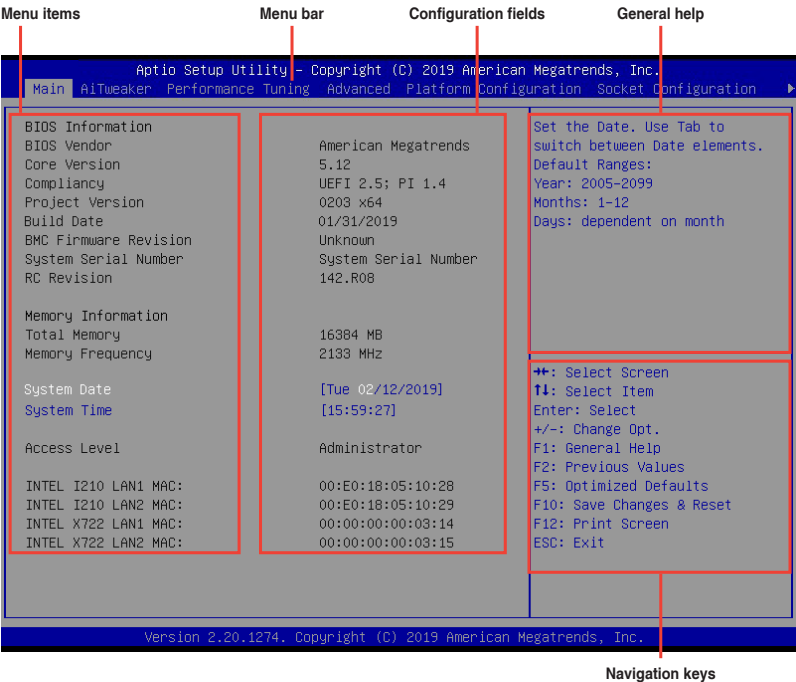 Menu items Menu bar Configuration fields General help
Aptio Setup Utility – Copyright (C) 2019 American Megatrends, Inc.
Main AiTweaker Performance Tuning Advanced Platform Configuration Socket Configuration
BIOS Information
BIOS Vendor American Megatrends
Core Version 5.12
Compliancy UEFI 2.5; PI 1.4
Project Version 0203 x64
Build Date 01/31/2019
BMC Firmware Revision Unknown
System Serial Number System Serial Number
RC Revision 142.R08
Memory Information
Total Memory 16384 MB
Memory Frequency 2133 MHz
System Date [Tue 02/12/2019]
System Time [15:59:27]
Access Level Administrator
INTEL I210 LAN1 MAC: 00:E0:18:05:10:28
INTEL I210 LAN2 MAC: 00:E0:18:05:10:29
INTEL X722 LAN1 MAC: 00:00:00:00:03:14
INTEL X722 LAN2 MAC: 00:00:00:00:03:15
Set the Date. Use Tab to
switch between Date elements.
Default Ranges:
Year: 2005–2099
Months: 1–12
Days: dependent on month
→←: Select Screen
↑↓: Select Item
Enter: Select
+/–: Change Opt.
F1: General Help
F2: Previous Values
F5: Optimized Defaults
F10: Save Changes & Reset
F12: Print Screen
ESC: Exit
Version 2.20.1274. Copyright (C) 2019 American Megatrends, Inc.
Navigation keys